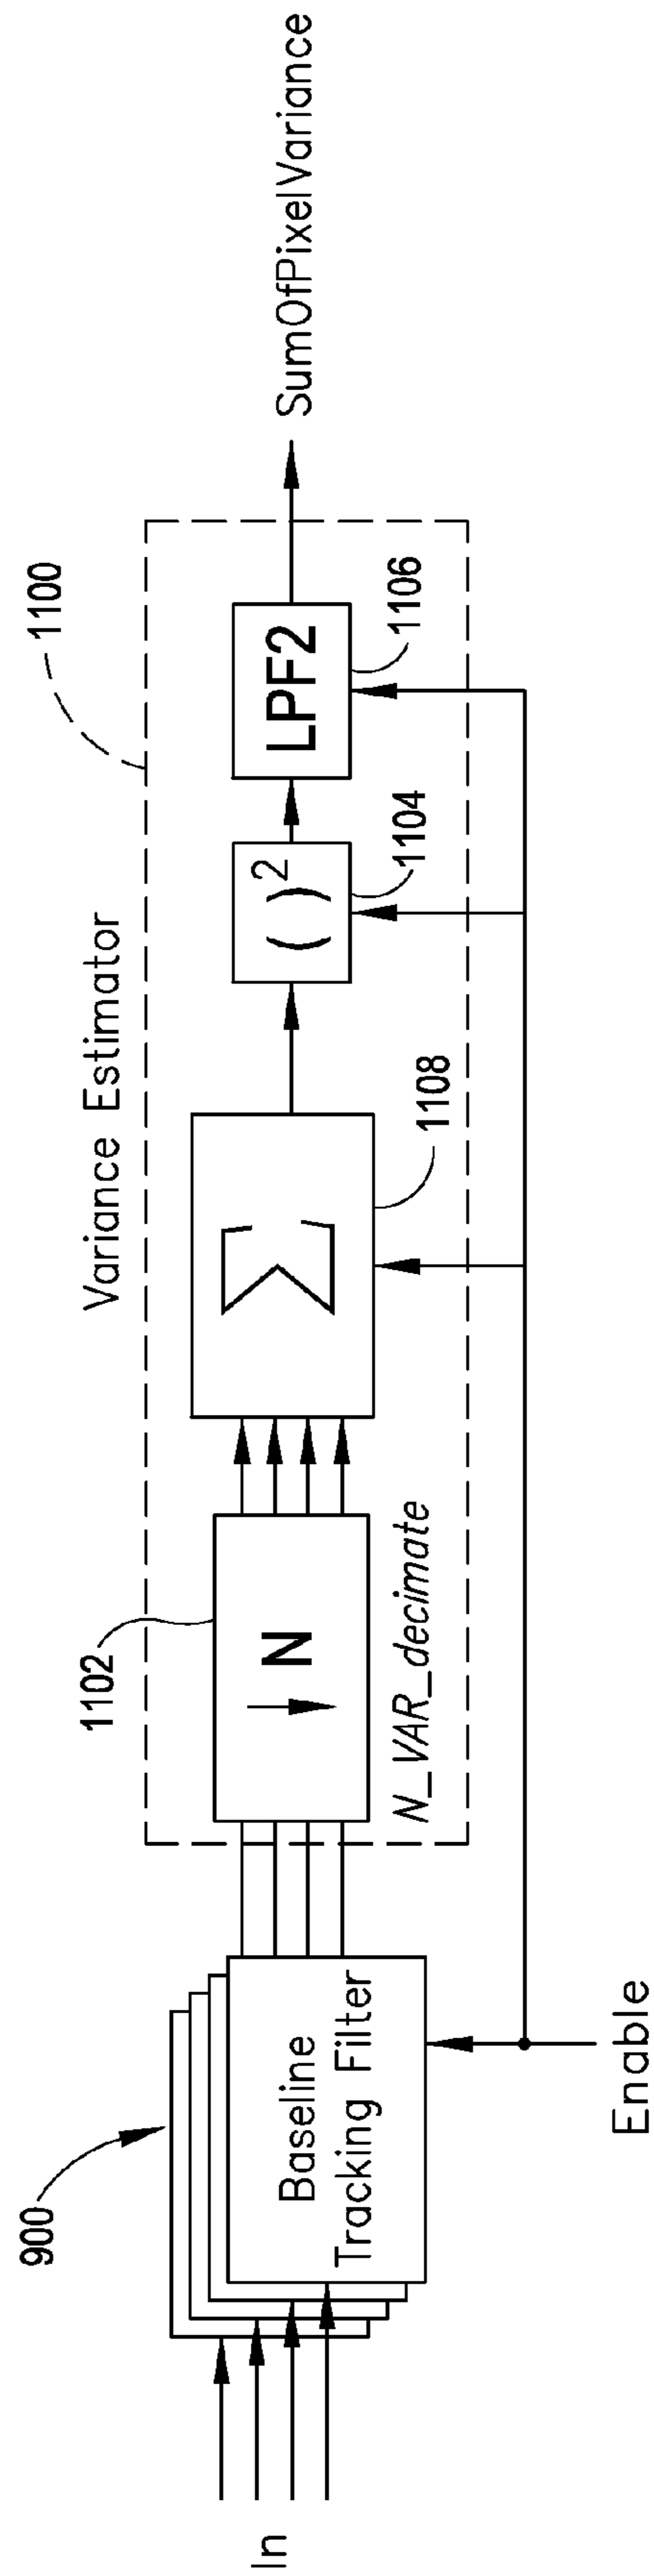 In
900
Baseline
Tracking Filter
Enable
1102
↓ N
N_VAR_decimate
Variance Estimator
Σ
1108
( )²
1104
LPF2
1106
1100
SumOfPixelVariance